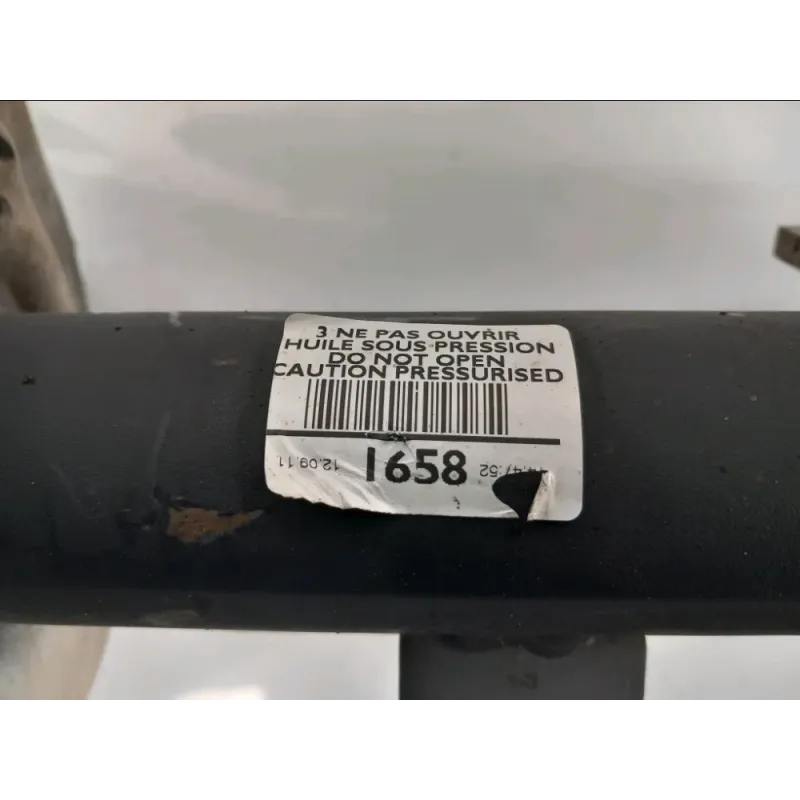 3 NE PAS OUVRIR
HUILE SOUS PRESSION
DO NOT OPEN
CAUTION PRESSURISED
12.09.11 1658